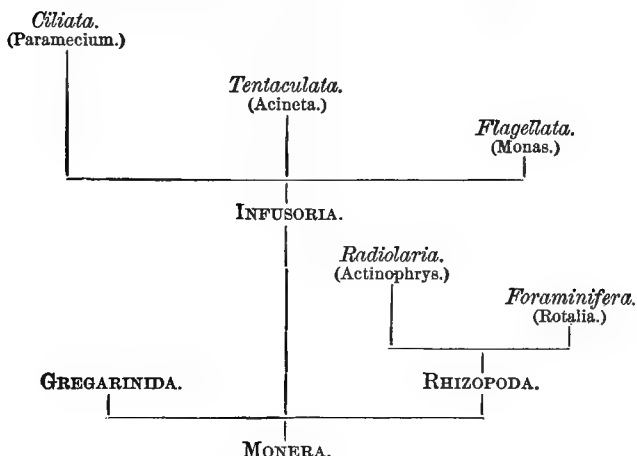 Ciliata.
(Paramecium.)
Tentaculata.
(Acineta.)
Flagellata.
(Monas.)
INFUSORIA.
Radiolaria.
(Actinophrys.)
Foraminifera.
(Rotalia.)
GREGARINIDA.
RHIZOPODA.
MONERA.